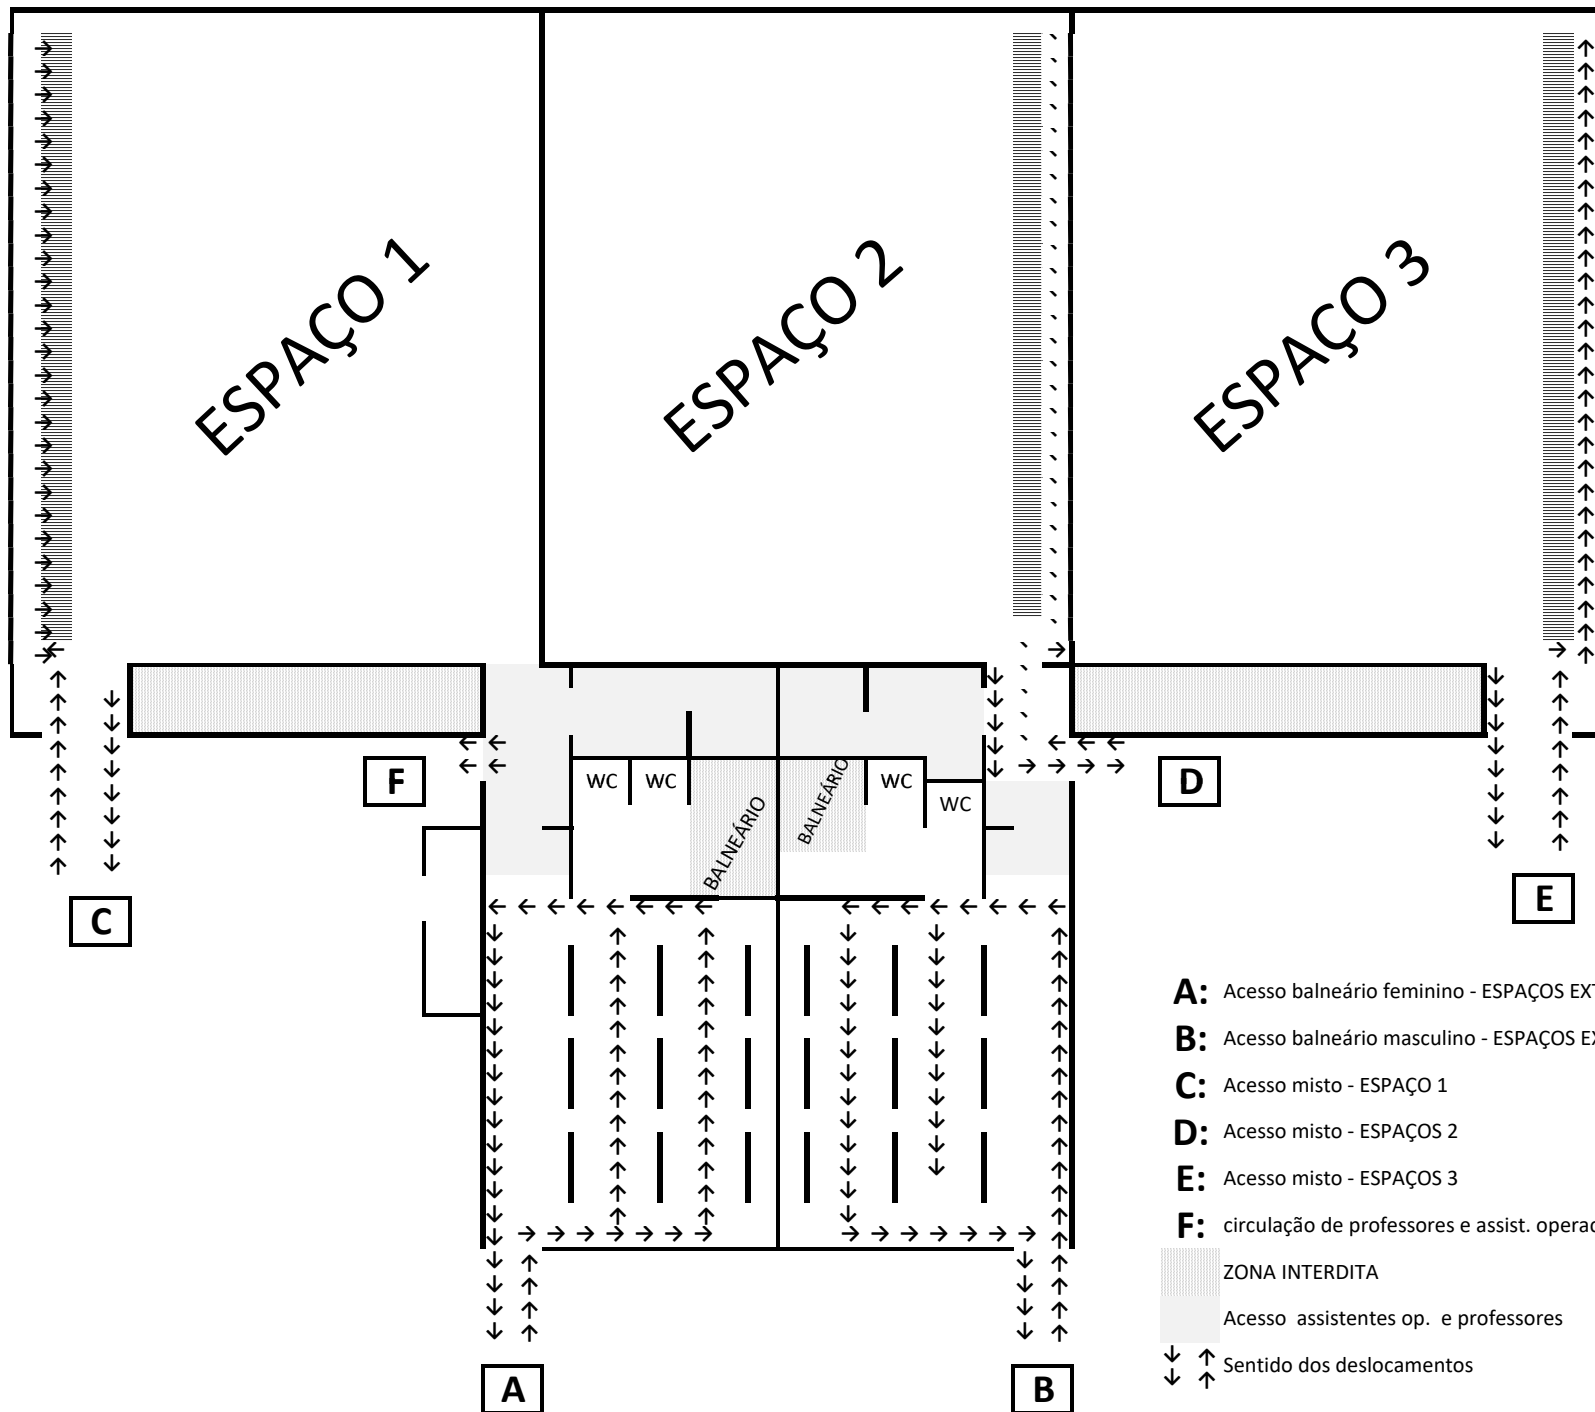 ESPAÇO 1
ESPAÇO 2
ESPAÇO 3
F
WC
WC
BALNEÁRIO
BALNEÁRIO
WC
WC
D
C
E
A: Acesso balneário feminino - ESPAÇOS
B: Acesso balneário masculino - ESPAÇOS
C: Acesso misto - ESPAÇO 1
D: Acesso misto - ESPAÇOS 2
E: Acesso misto - ESPAÇOS 3
F: circulação de professores e assist.
ZONA INTERDITA
Acesso assistentes op. e professores
Sentido dos deslocamentos
A
B